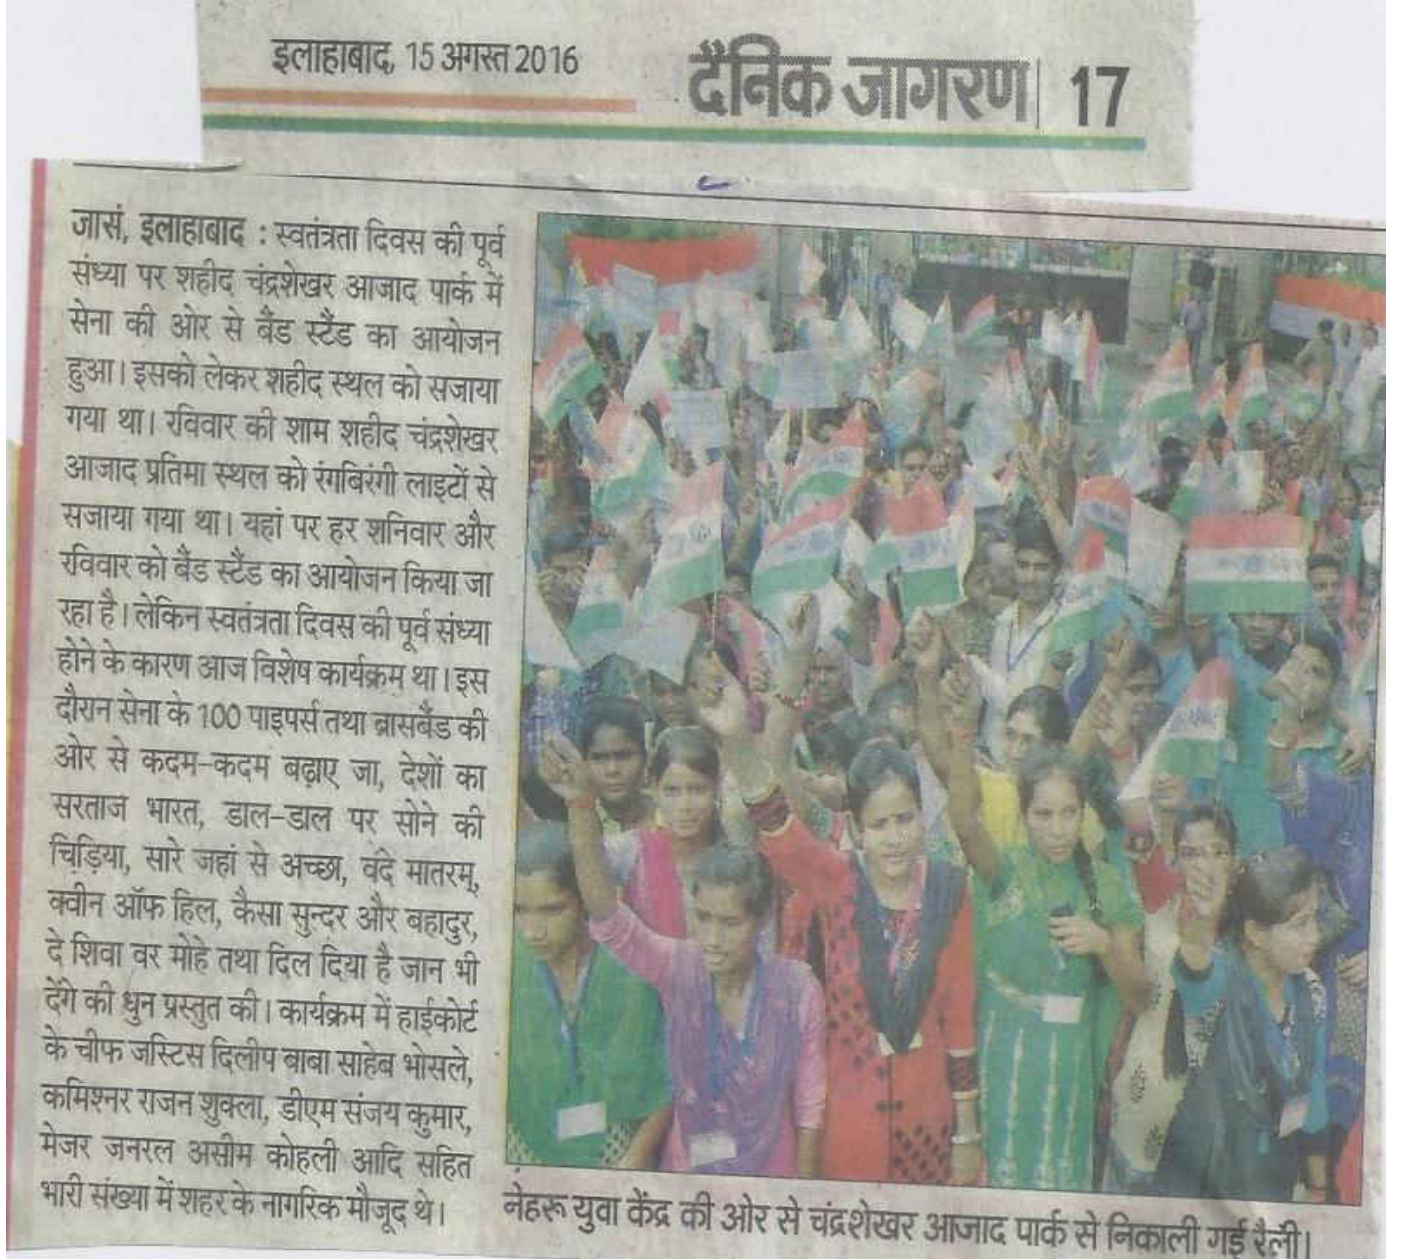 इलाहाबाद, 15 अगस्त 2016
दैनिक जागरण 17
जासं, इलाहाबाद : स्वतंत्रता दिवस की पूर्व
संध्या पर शहीद चंद्रशेखर आजाद पार्क में
सेना की ओर से बैंड स्टैंड का आयोजन
हुआ। इसको लेकर शहीद स्थल को सजाया
गया था। रविवार की शाम शहीद चंद्रशेखर
आजाद प्रतिमा स्थल को रंगबिरंगी लाइटों से
सजाया गया था। यहां पर हर शनिवार और
रविवार को बैंड स्टैंड का आयोजन किया जा
रहा है। लेकिन स्वतंत्रता दिवस की पूर्व संध्या
होने के कारण आज विशेष कार्यक्रम था। इस
दौरान सेना के 100 पाइपर्स तथा ब्रासबैंड की
ओर से कदम-कदम बढ़ाए जा, देशों का
सरताज भारत, डाल-डाल पर सोने की
चिड़िया, सारे जहां से अच्छा, वंदे मातरम्,
क्वीन ऑफ हिल, कैसा सुन्दर और बहादुर,
दे शिवा वर मोहे तथा दिल दिया है जान भी
देंगे की धुन प्रस्तुत की। कार्यक्रम में हाईकोर्ट
के चीफ जस्टिस दिलीप बाबा साहेब भोसले,
कमिश्नर राजन शुक्ला, डीएम संजय कुमार,
मेजर जनरल असीम कोहली आदि सहित
भारी संख्या में शहर के नागरिक मौजूद थे।
नेहरू युवा केंद्र की ओर से चंद्रशेखर आजाद पार्क से निकाली गई रैली।